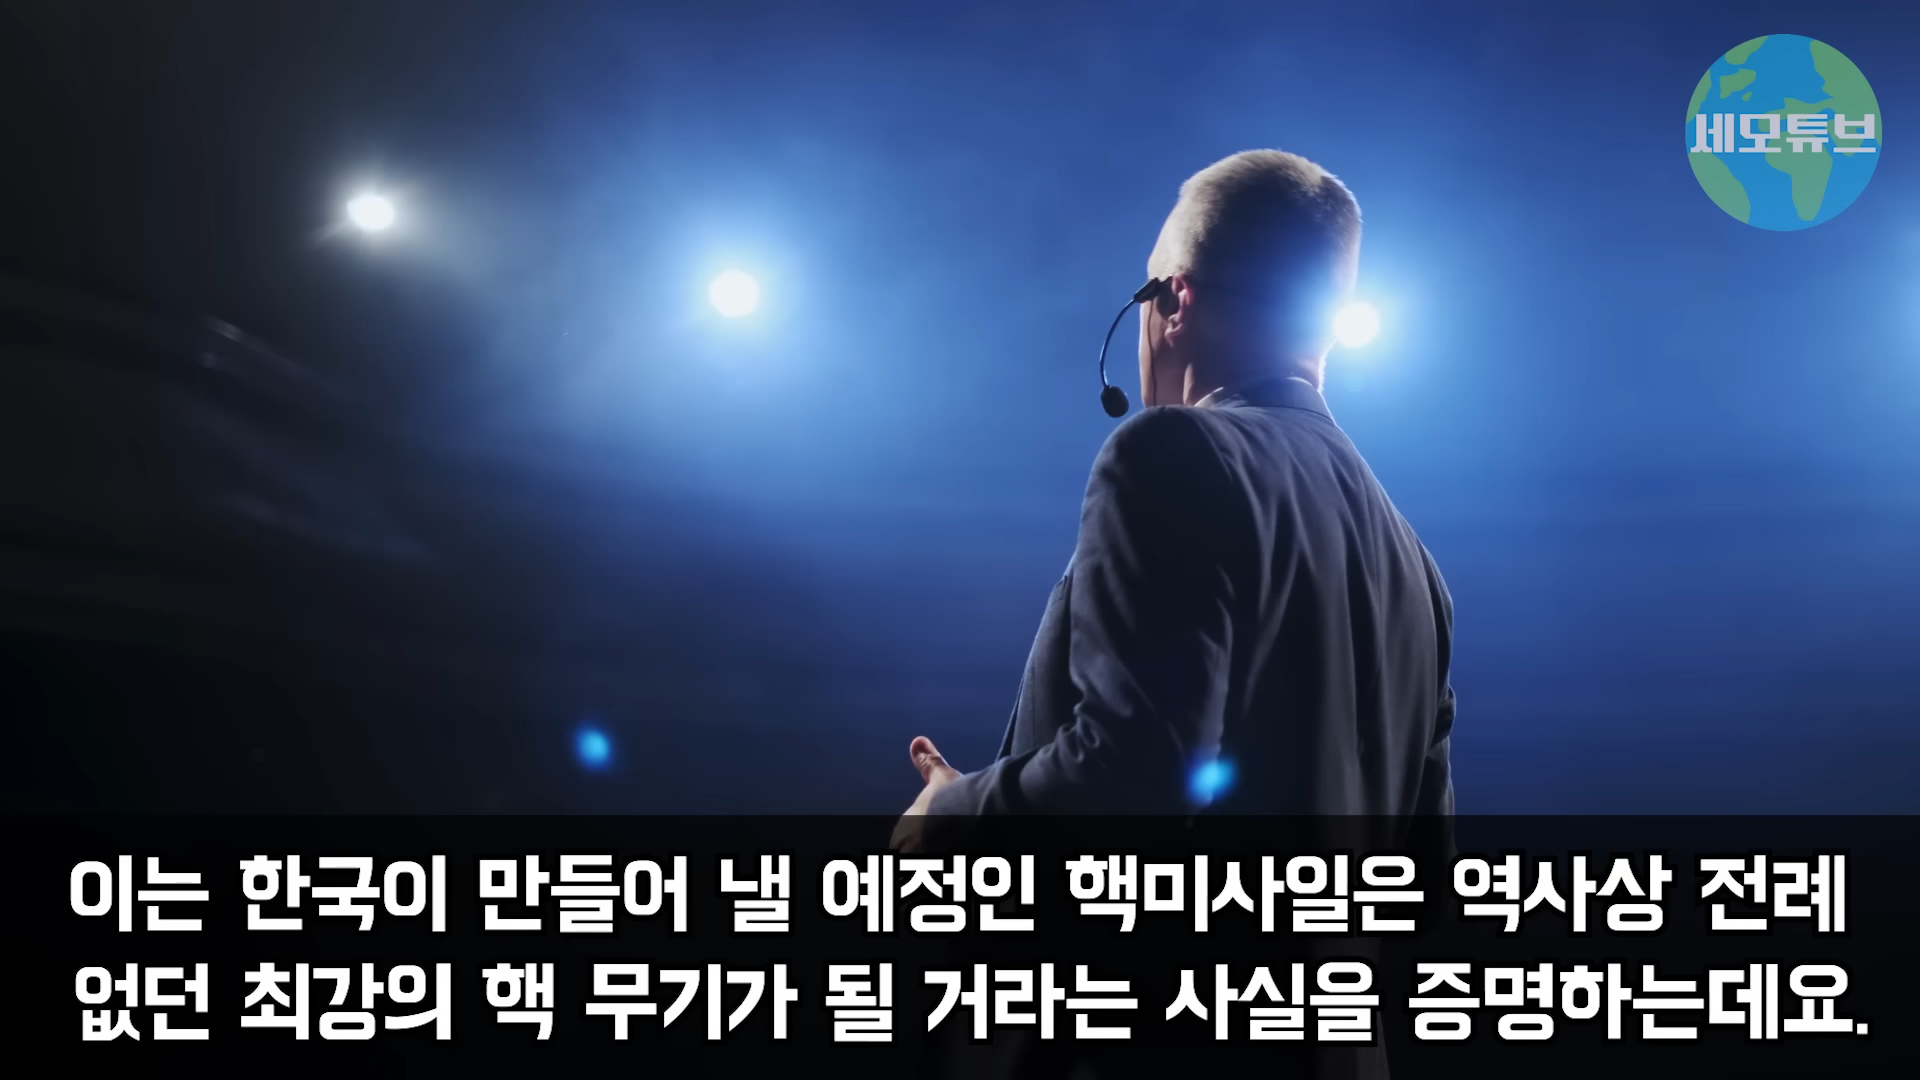 세모튜브
이는 한국이 만들어 낼 예정인 핵미사일은 역사상 전례
없던 최강의 핵 무기가 될 거라는 사실을 증명하는데요.